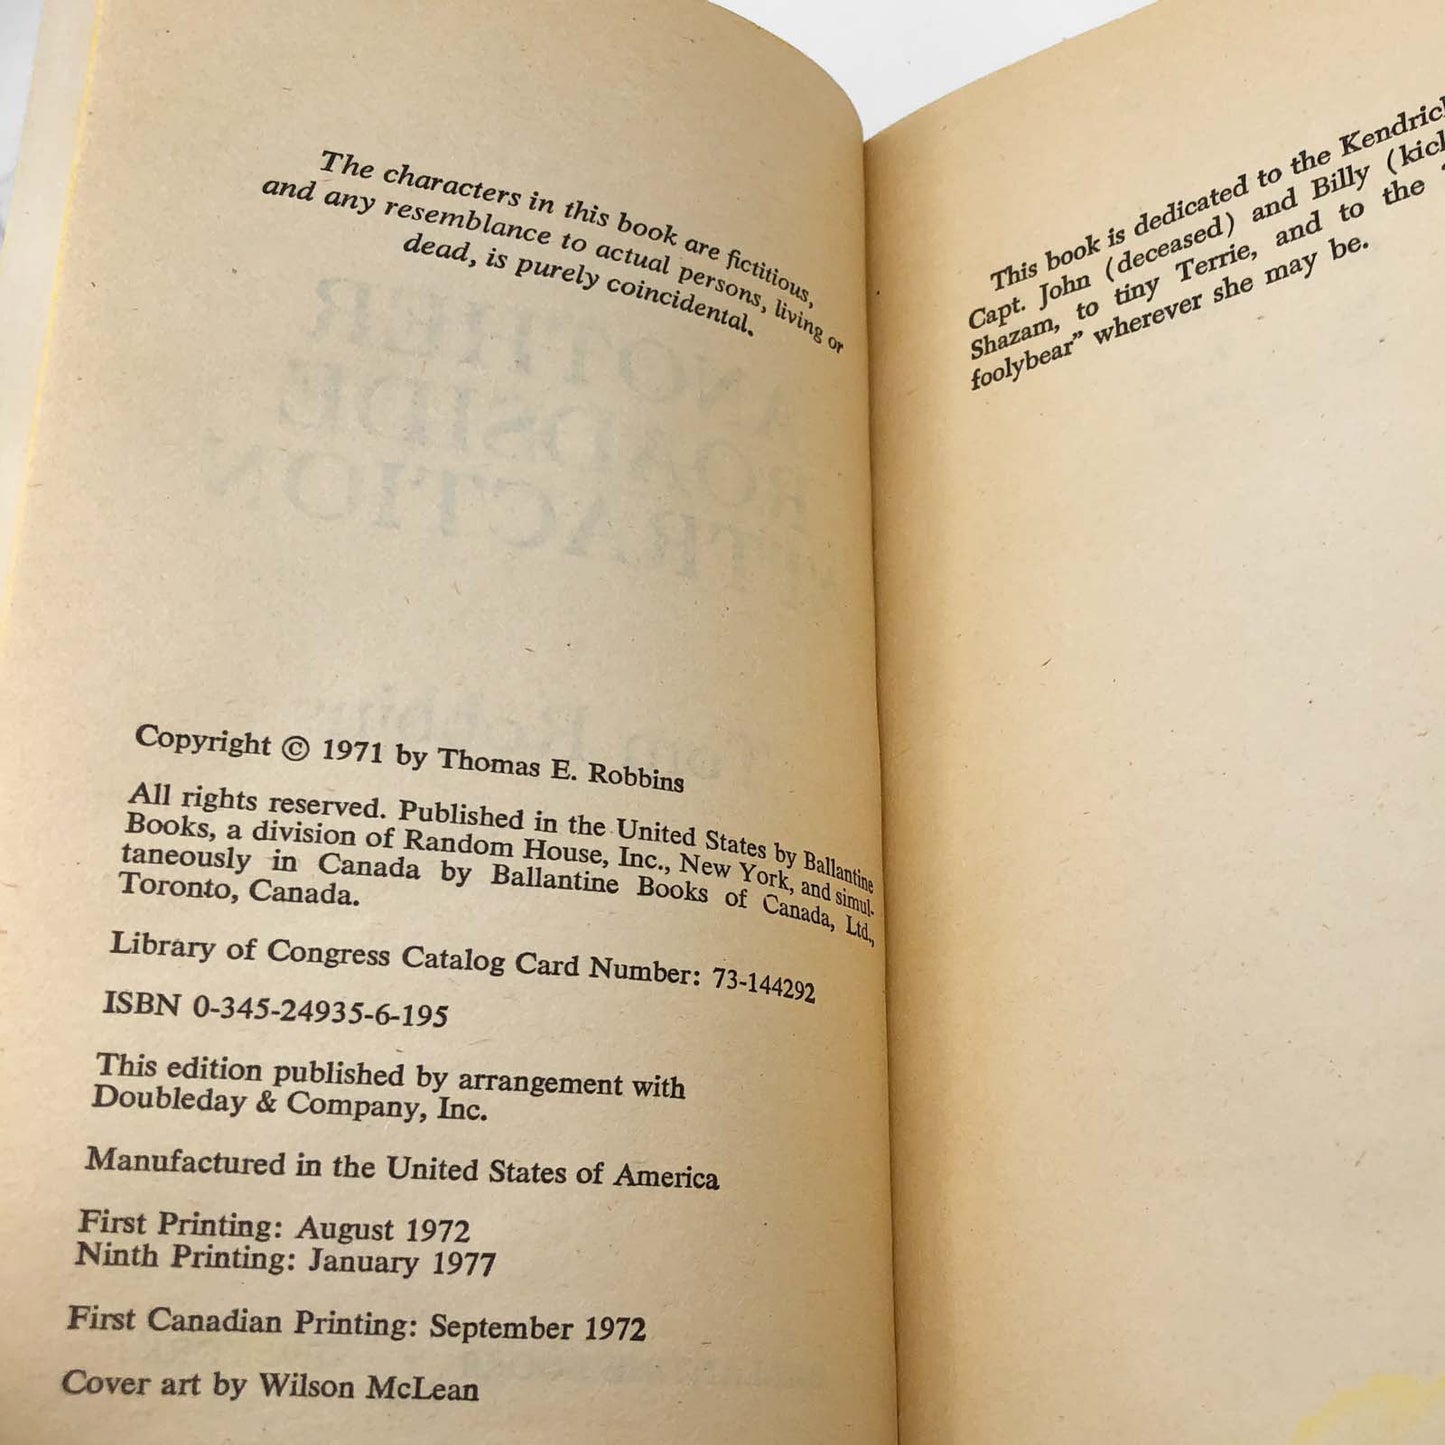 The characters in this book are fictitious,
and any resemblance to actual persons, living or
dead, is purely coincidental.
ANOTHER
ROADSIDE
ATTRACTION
Copyright © 1971 by Thomas E. Robbins
All rights reserved. Published in the United States by Ballantine
Books, a division of Random House, Inc., New York, and simul-
taneously in Canada by Ballantine Books of Canada, Ltd.,
Toronto, Canada.
Library of Congress Catalog Card Number: 73-144292
ISBN 0-345-24935-6-195
This edition published by arrangement with
Doubleday & Company, Inc.
Manufactured in the United States of America
First Printing: August 1972
Ninth Printing: January 1977
First Canadian Printing: September 1972
Cover art by Wilson McLean
This book is dedicated to the
Capt. John (deceased) and Billy
Shazam, to tiny Terrie, and to the
foolybear” wherever she may be.